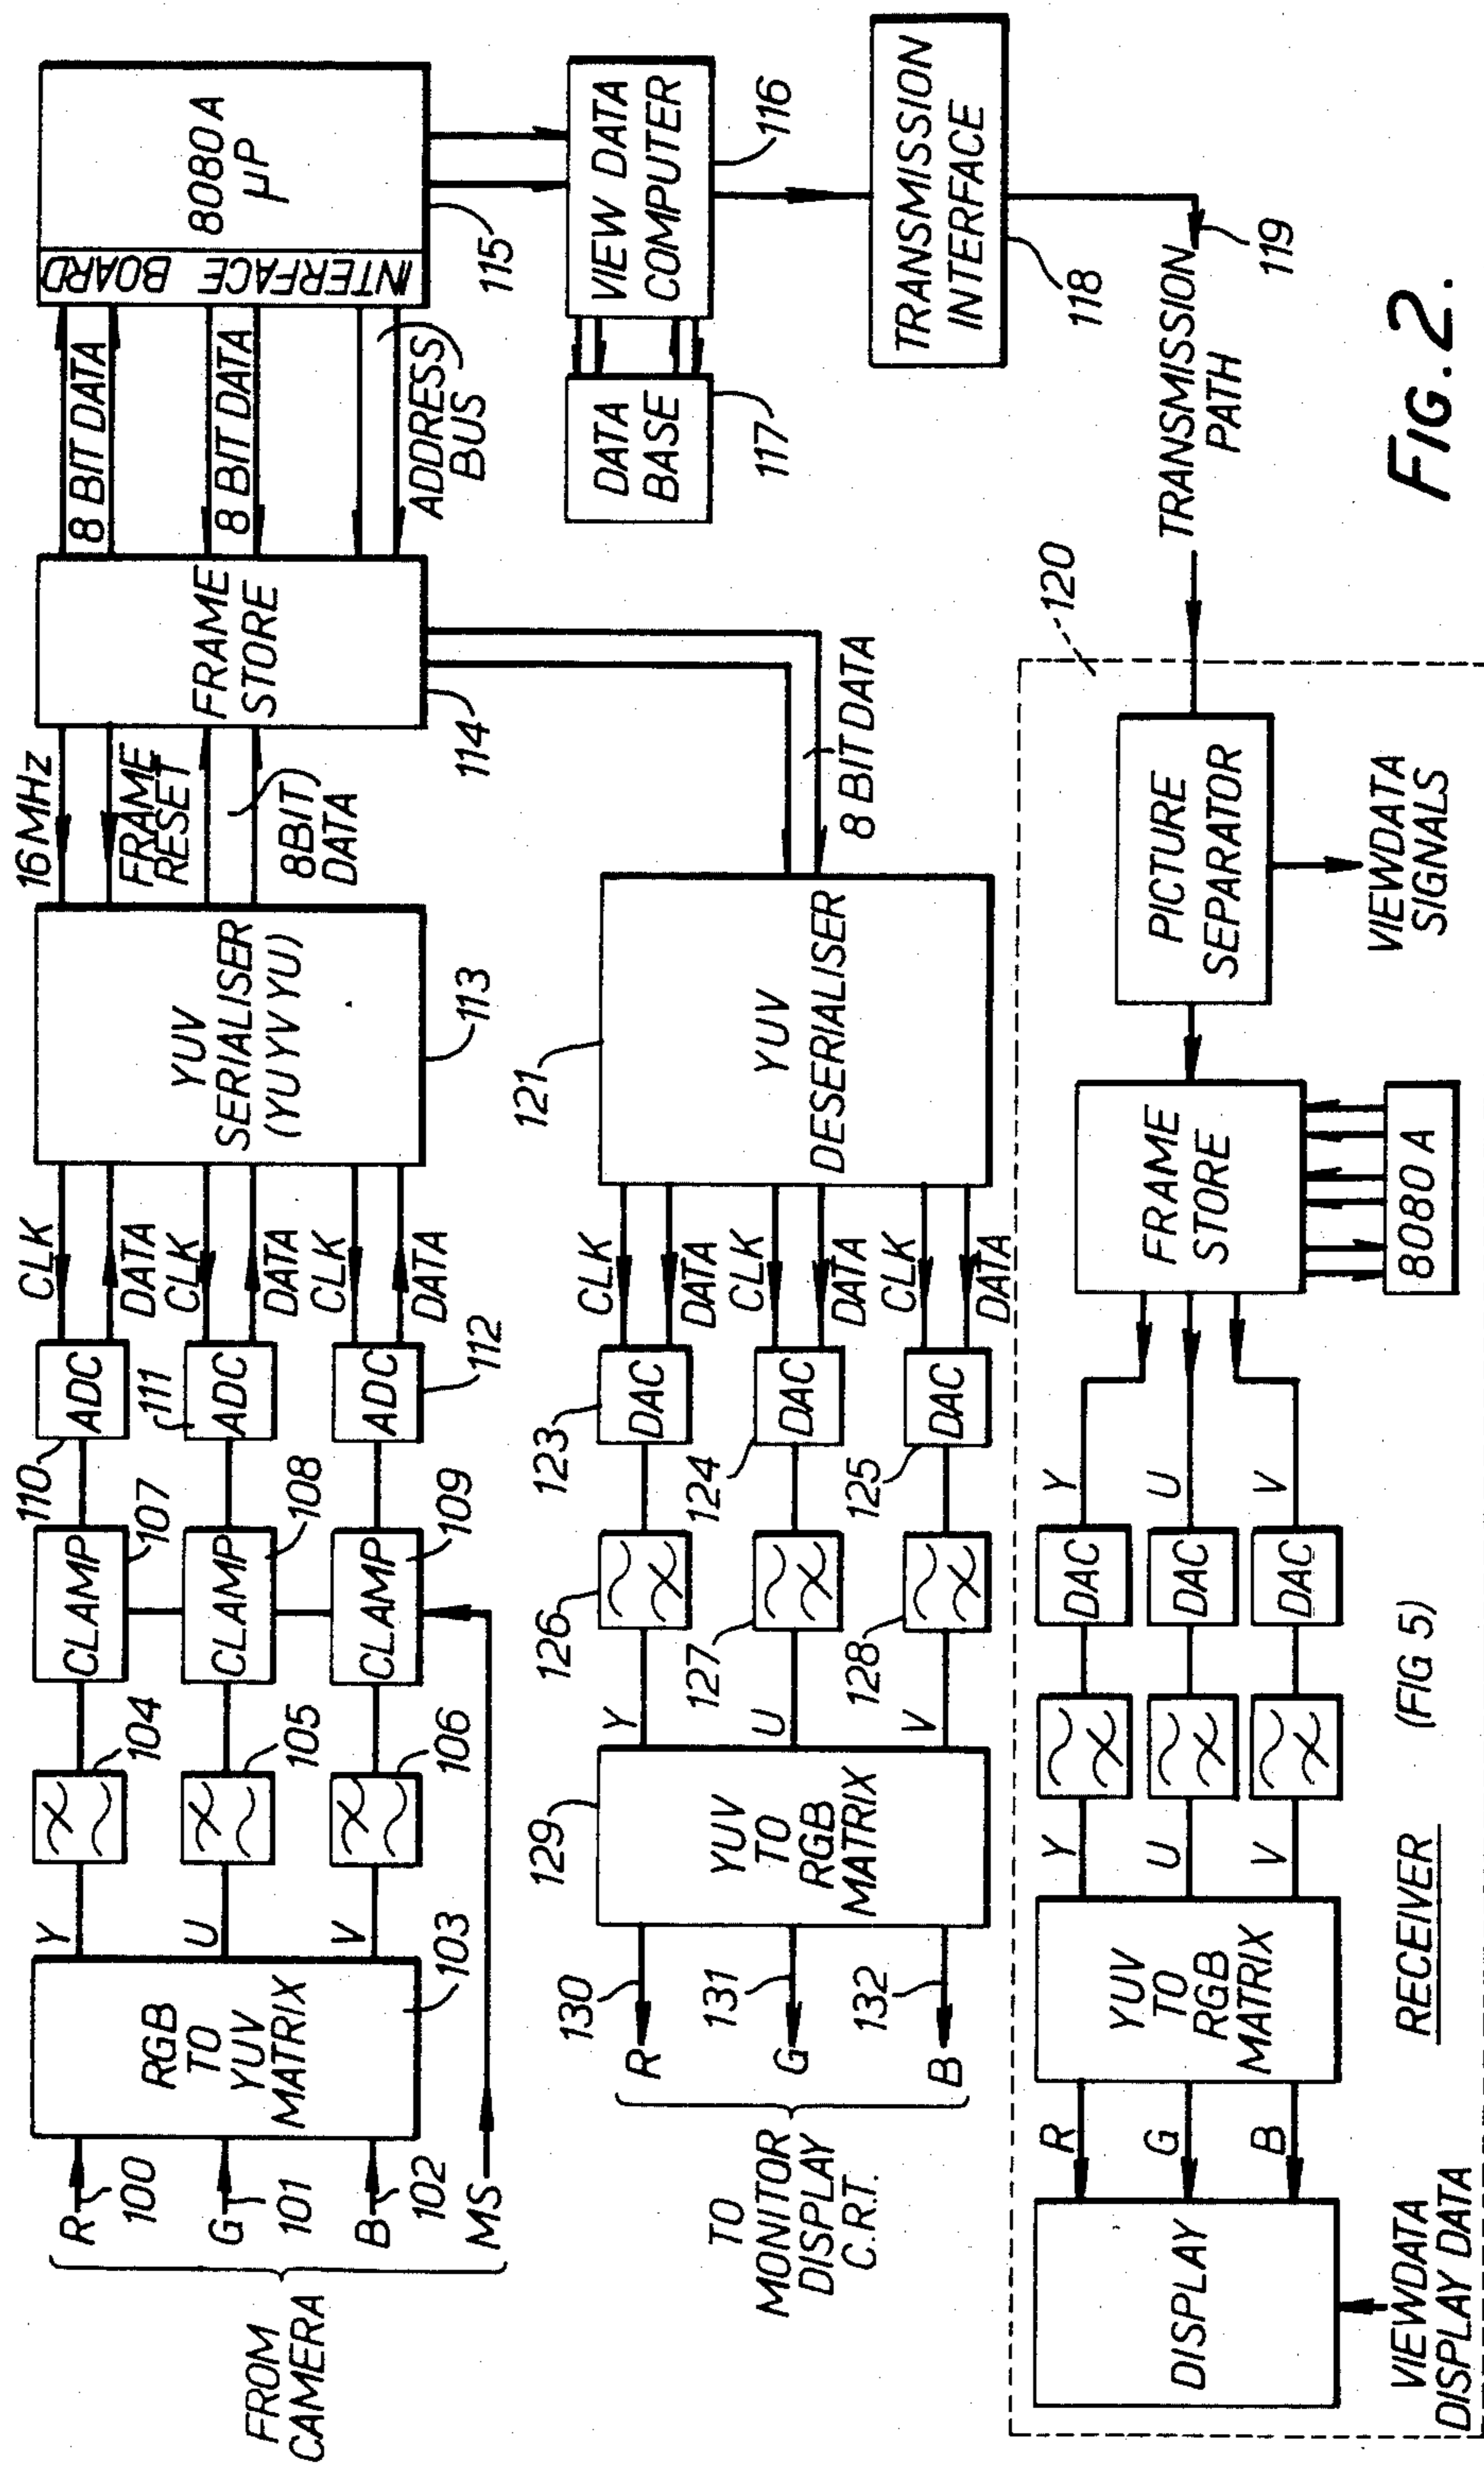 FROM
CAMERA
R
100
G
101
B
102
MS
RGB
TO
YUV
MATRIX
103
Y
U
V
104
105
106
CLAMP
107
CLAMP
108
CLAMP
109
110
ADC
111
ADC
ADC
112
CLK
DATA
CLK
DATA
CLK
DATA
YUV
SERIALISER
(YU YV YU)
113
16 MHz
FRAME
RESET
8BIT
DATA
FRAME
STORE
114
8 BIT DATA
8 BIT DATA
ADDRESS
BUS
INTERFACE BOARD
8080 A
µP
115
VIEW DATA
COMPUTER
116
DATA
BASE
117
TRANSMISSION
INTERFACE
118
TRANSMISSION
PATH
119
8 BIT DATA
121
YUV
DESERIALISER
CLK
DATA
CLK
DATA
CLK
DATA
123
DAC
124
DAC
125
DAC
126
127
128
Y
U
V
129
YUV
TO
RGB
MATRIX
130
R
131
G
132
B
TO
MONITOR
DISPLAY
C.R.T.
120
PICTURE
SEPARATOR
VIEWDATA
SIGNALS
FRAME
STORE
8080 A
Y
U
V
DAC
DAC
DAC
Y
U
V
YUV
TO
RGB
MATRIX
R
G
B
DISPLAY
VIEWDATA
DISPLAY DATA
RECEIVER
(FIG 5)
FIG. 2.